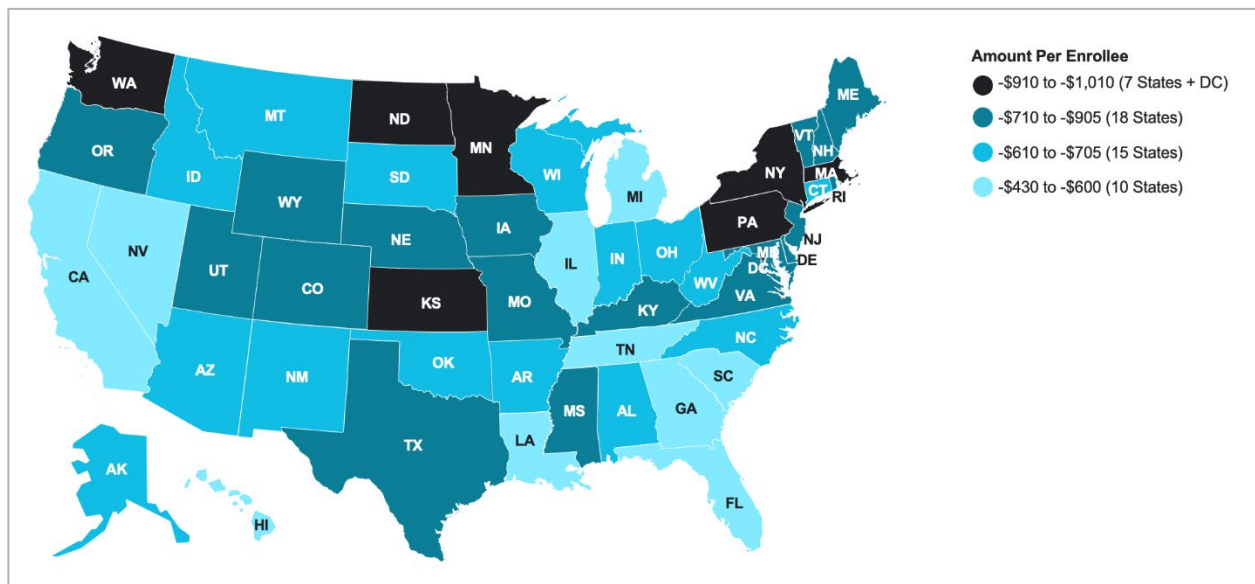 Amount Per Enrollee
-$910 to -$1,010 (7 States + DC)
-$710 to -$905 (18 States)
-$610 to -$705 (15 States)
-$430 to -$600 (10 States)
WA
MT
ND
MN
ME
VT
NH
OR
ID
SD
WI
NY
MA
CT
RI
WY
MI
PA
NJ
NV
NE
IA
IL
IN
OH
MD
DE
DC
CA
UT
CO
KS
MO
WV
VA
KY
AZ
NM
OK
AR
TN
NC
SC
TX
LA
MS
AL
GA
AK
HI
FL